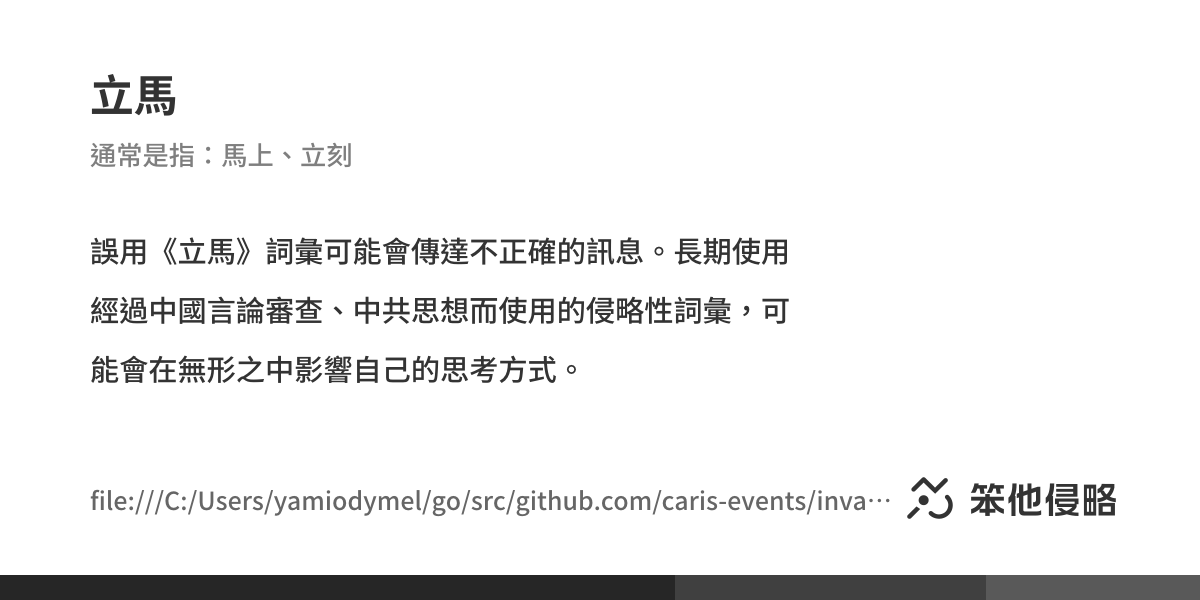 立馬
通常是指：馬上、立刻
誤用《立馬》詞彙可能會傳達不正確的訊息。長期使用
經過中國言論審查、中共思想而使用的侵略性詞彙，可
能會在無形之中影響自己的思考方式。
file:///C:/Users/yamiodymel/go/src/github.com/caris-events/inva…
笨他侵略